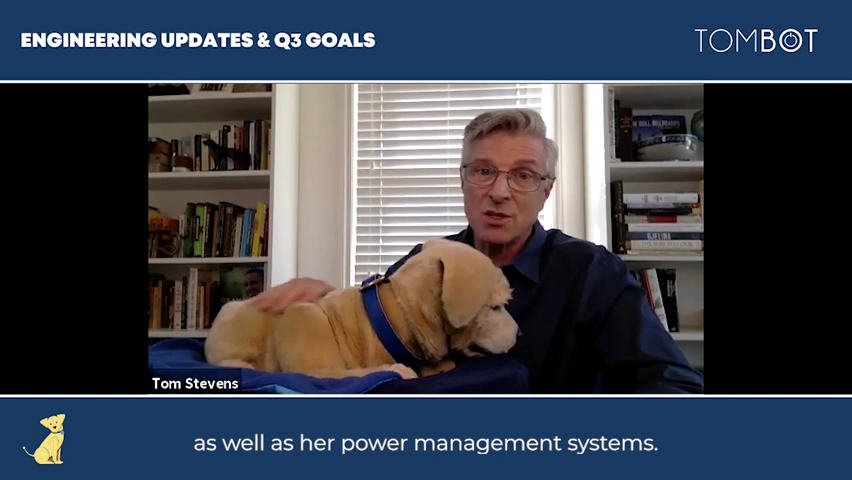 ENGINEERING UPDATES & Q3 GOALS
TOMBOT
Tom Stevens
as well as her power management systems.